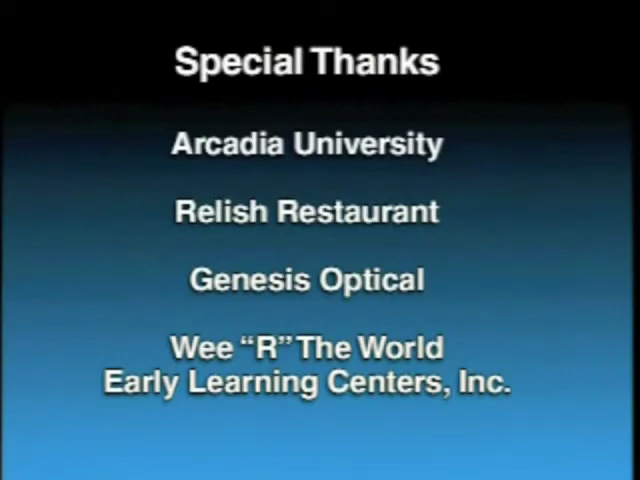 Special Thanks
Arcadia University
Relish Restaurant
Genesis Optical
Wee “R” The World
Early Learning Centers, Inc.